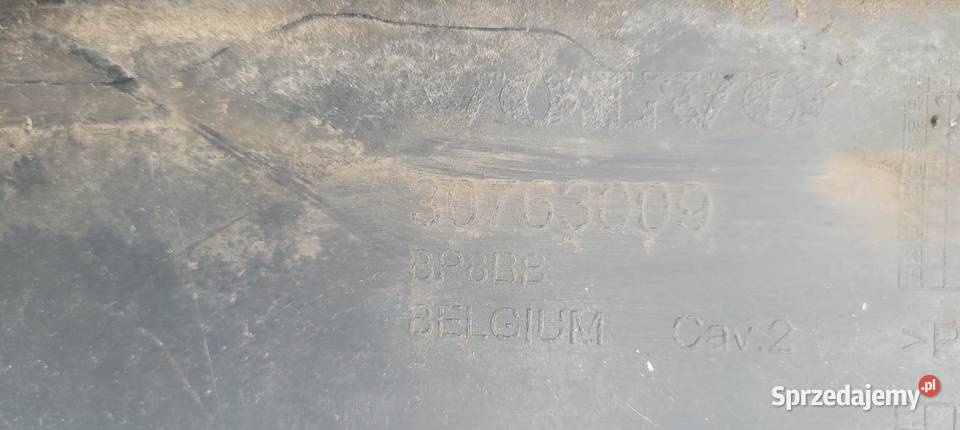 VOLVO
30763009
BP8BB
BELGIUM Cav.2
Sprzedajemy.pl